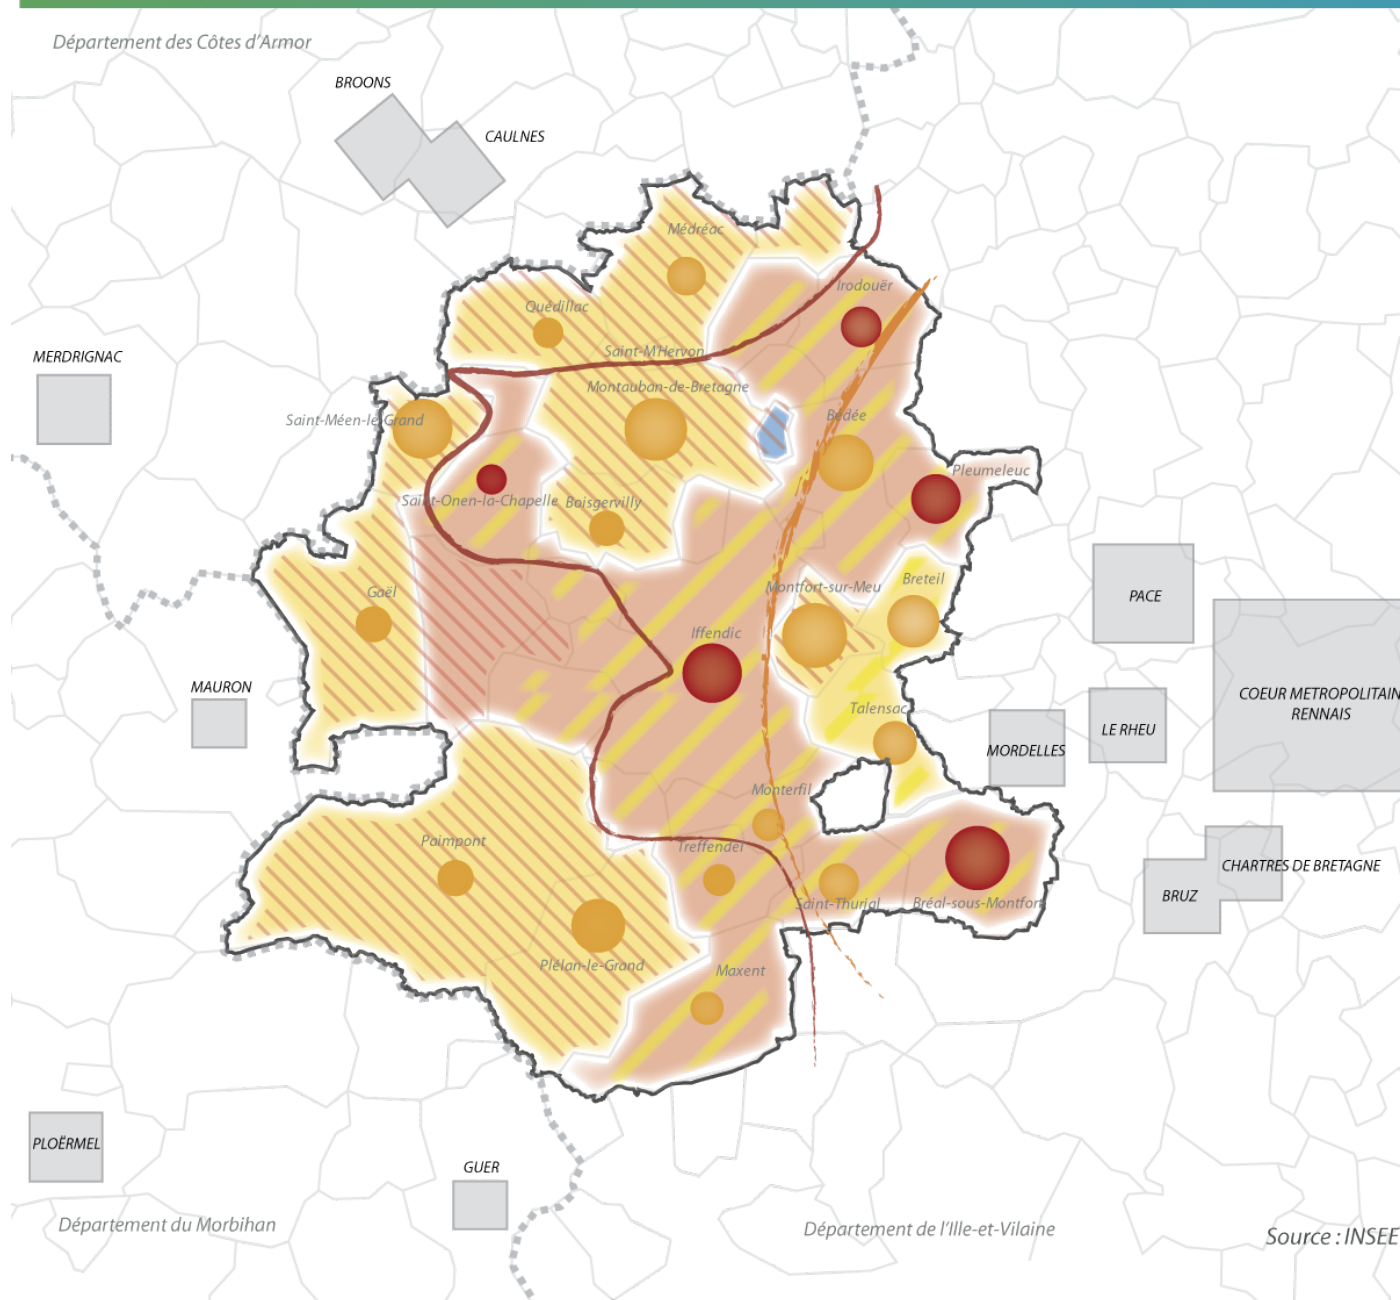 Département des Côtes d'Armor
BROONS
CAULNES
Médréac
Irodouër
Quédillac
Saint-M'Hervon
MERDRIGNAC
Montauban-de-Bretagne
Saint-Méen-le-Grand
Bédée
Pleumeleuc
Saint-Onen-la-Chapelle
Boisgervilly
Gaël
Montfort-sur-Meu
Breteil
PACE
Iffendic
MAURON
COEUR METROPOLITAIN
RENNAIS
Talensac
LE RHEU
MORDELLES
Monterfil
Paimpont
Treffendel
CHARTRES DE BRETAGNE
BRUZ
Saint-Thurial
Bréal-sous-Montfort
Plélan-le-Grand
Maxent
PLOËRMEL
GUER
Département du Morbihan
Département de l'Ille-et-Vilaine
Source : INSEE